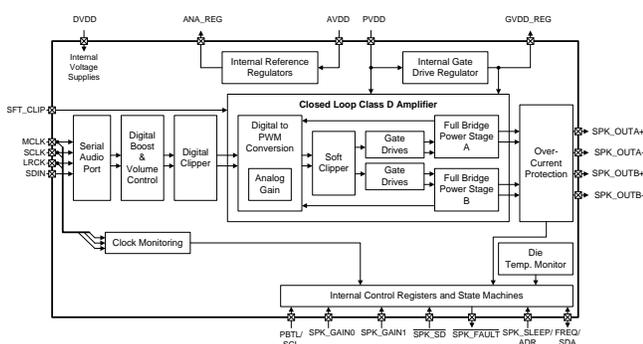 DVDD
ANA_REG
AVDD
PVDD
GVDD_REG
Internal
Voltage
Supplies
Internal Reference
Regulators
Internal Gate
Drive Regulator
SFT_CLIP
Closed Loop Class D Amplifier
MCLK
SCLK
LRCK
SDIN
Serial
Audio
Port
Digital
Boost
&
Volume
Control
Digital
Clipper
Digital to
PWM
Conversion
Analog
Gain
Soft
Clipper
Gate
Drives
Gate
Drives
Full Bridge
Power Stage
A
Full Bridge
Power Stage
B
Over-
Current
Protection
SPK_OUTA+
SPK_OUTA-
SPK_OUTB+
SPK_OUTB-
Clock Monitoring
Die
Temp. Monitor
Internal Control Registers and State Machines
PBTL/
SCL
SPK_GAIN0
SPK_GAIN1
SPK_SD
SPK_FAULT
SPK_SLEEP/
ADR
FREQ/
SDA